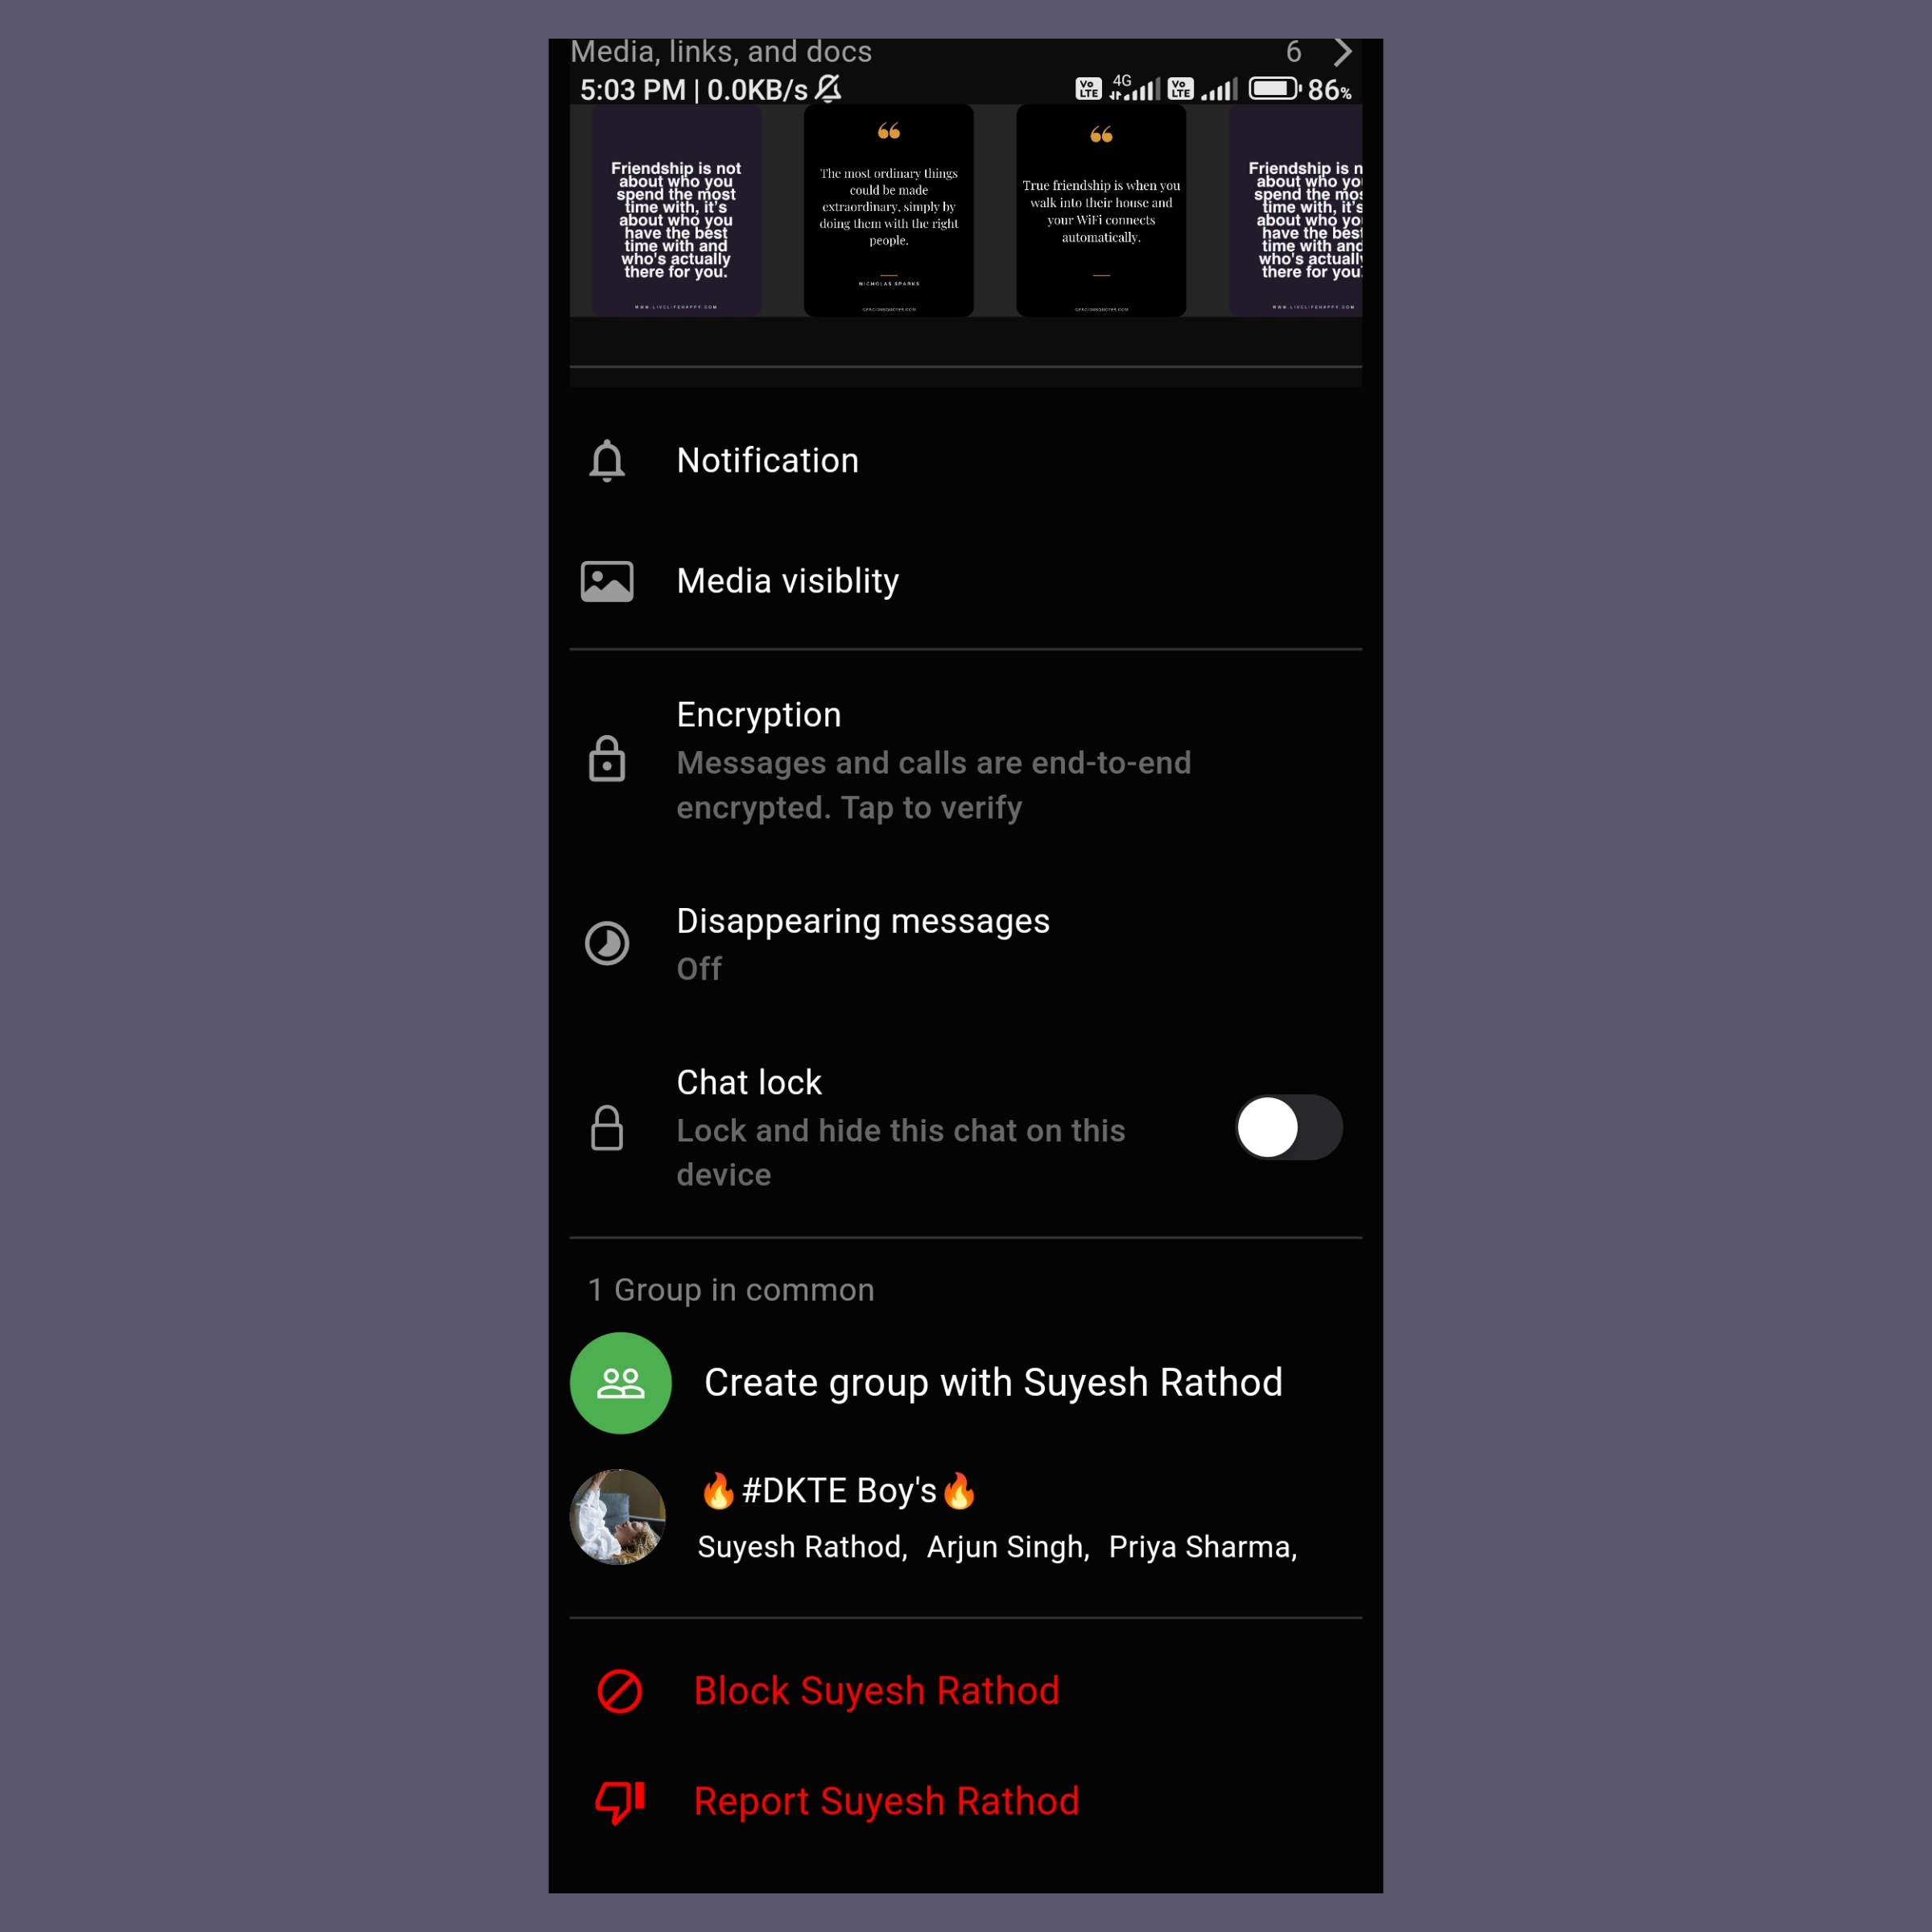 Media, links, and docs 6
5:03 PM | 0.0KB/s Vo LTE 4G Vo LTE 86%
Friendship is not
about who you
spend the most
time with, it's
about who you
have the best
time with and
who's actually
there for you.
WWW.LIVELIFEHAPPY.COM
“
The most ordinary things
could be made
extraordinary, simply by
doing them with the right
people.
NICHOLAS SPARKS
GRACIOUSQUOTES.COM
“
True friendship is when you
walk into their house and
your WiFi connects
automatically.
GRACIOUSQUOTES.COM
Friendship is n
about who yo
spend the mos
time with, it's
about who yo
have the best
time with and
who's actually
there for you.
WWW.LIVELIFEHAPPY.COM
Notification
Media visiblity
Encryption
Messages and calls are end-to-end
encrypted. Tap to verify
Disappearing messages
Off
Chat lock
Lock and hide this chat on this
device
1 Group in common
Create group with Suyesh Rathod
🔥#DKTE Boy's🔥
Suyesh Rathod, Arjun Singh, Priya Sharma,
Block Suyesh Rathod
Report Suyesh Rathod